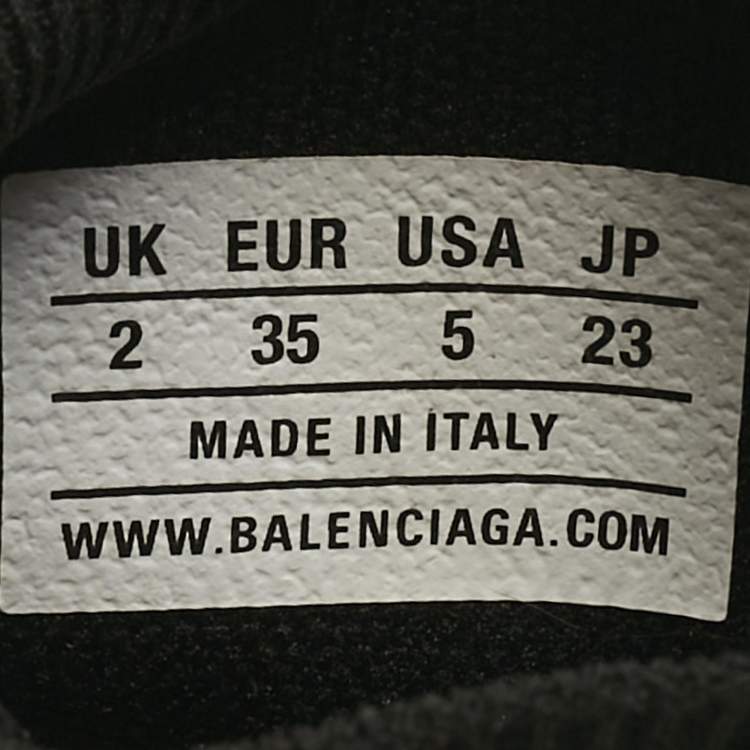 UK EUR USA JP
2 35 5 23
MADE IN ITALY
WWW.BALENCIAGA.COM